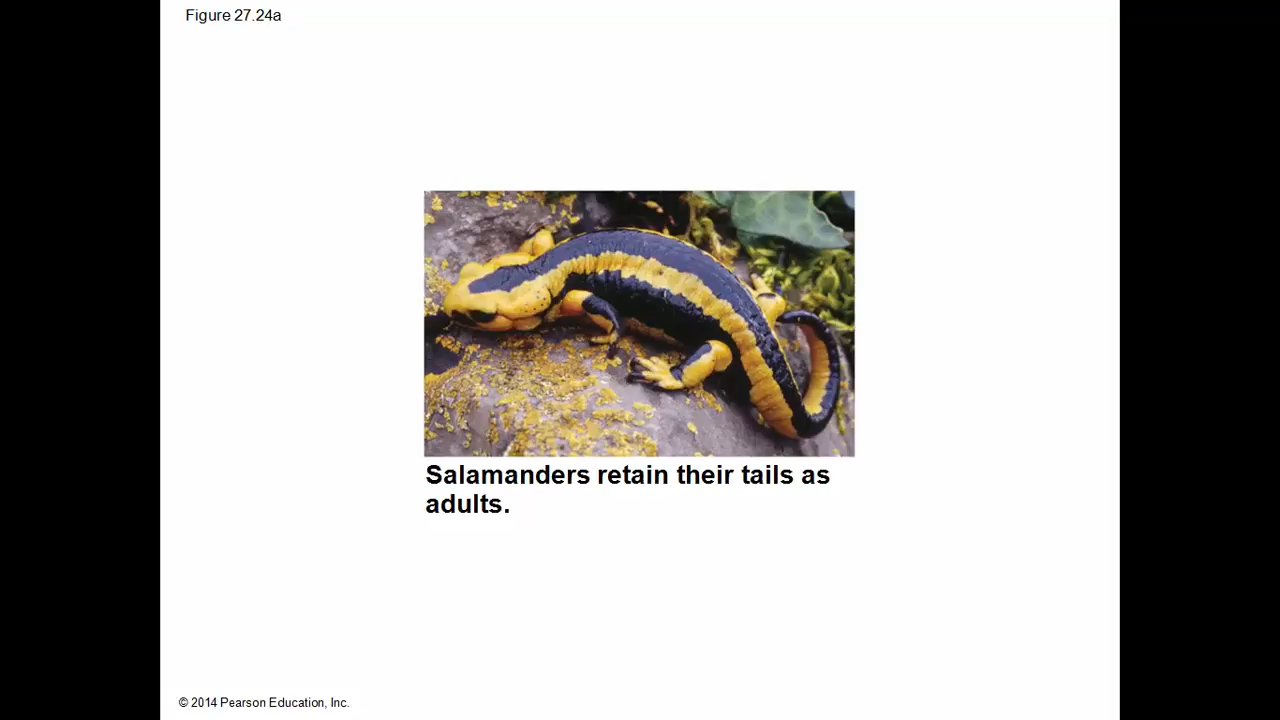 Figure 27.24a
Salamanders retain their tails as
adults.
© 2014 Pearson Education, Inc.